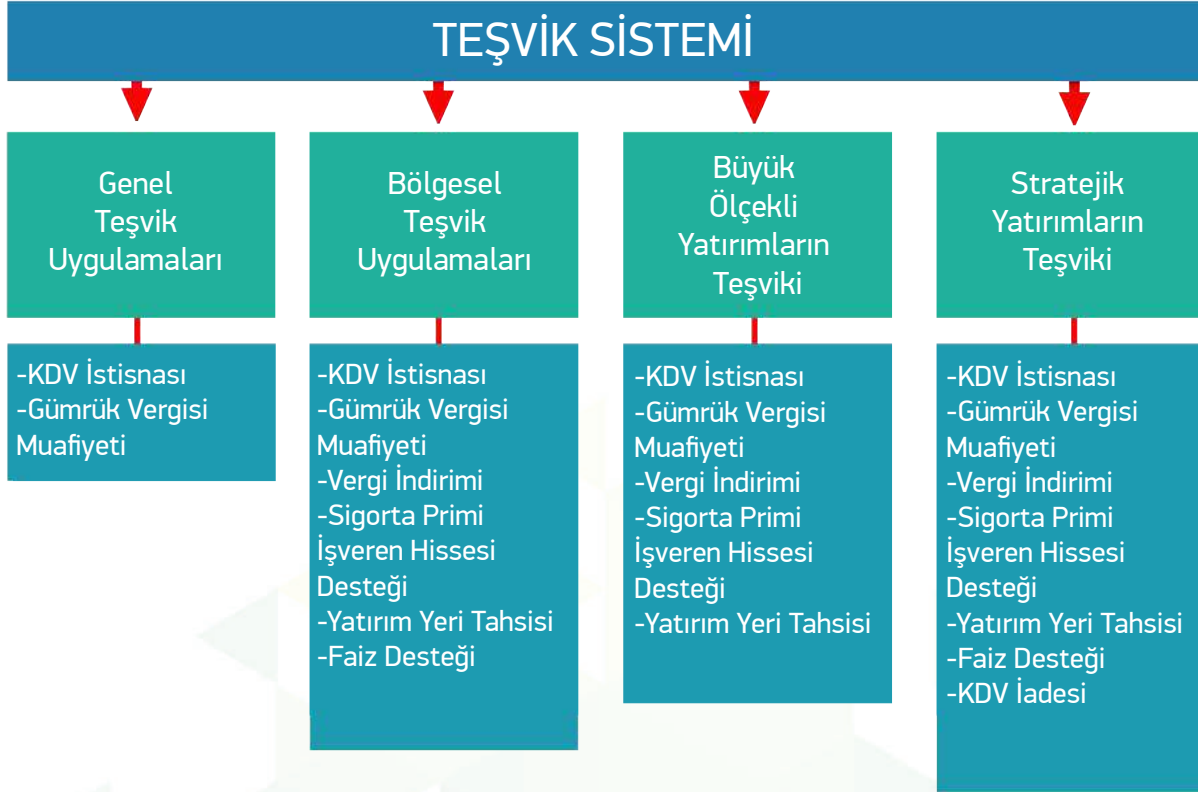 TEŞVİK SİSTEMİ
Genel
Teşvik
Uygulamaları
-KDV İstisnası
-Gümrük Vergisi
Muafiyeti
Bölgesel
Teşvik
Uygulamaları
-KDV İstisnası
-Gümrük Vergisi
Muafiyeti
-Vergi İndirimi
-Sigorta Primi
İşveren Hissesi
Desteği
-Yatırım Yeri Tahsisi
-Faiz Desteği
Büyük
Ölçekli
Yatırımların
Teşviki
-KDV İstisnası
-Gümrük Vergisi
Muafiyeti
-Vergi İndirimi
-Sigorta Primi
İşveren Hissesi
Desteği
-Yatırım Yeri Tahsisi
Stratejik
Yatırımların
Teşviki
-KDV İstisnası
-Gümrük Vergisi
Muafiyeti
-Vergi İndirimi
-Sigorta Primi
İşveren Hissesi
Desteği
-Yatırım Yeri Tahsisi
-Faiz Desteği
-KDV İadesi